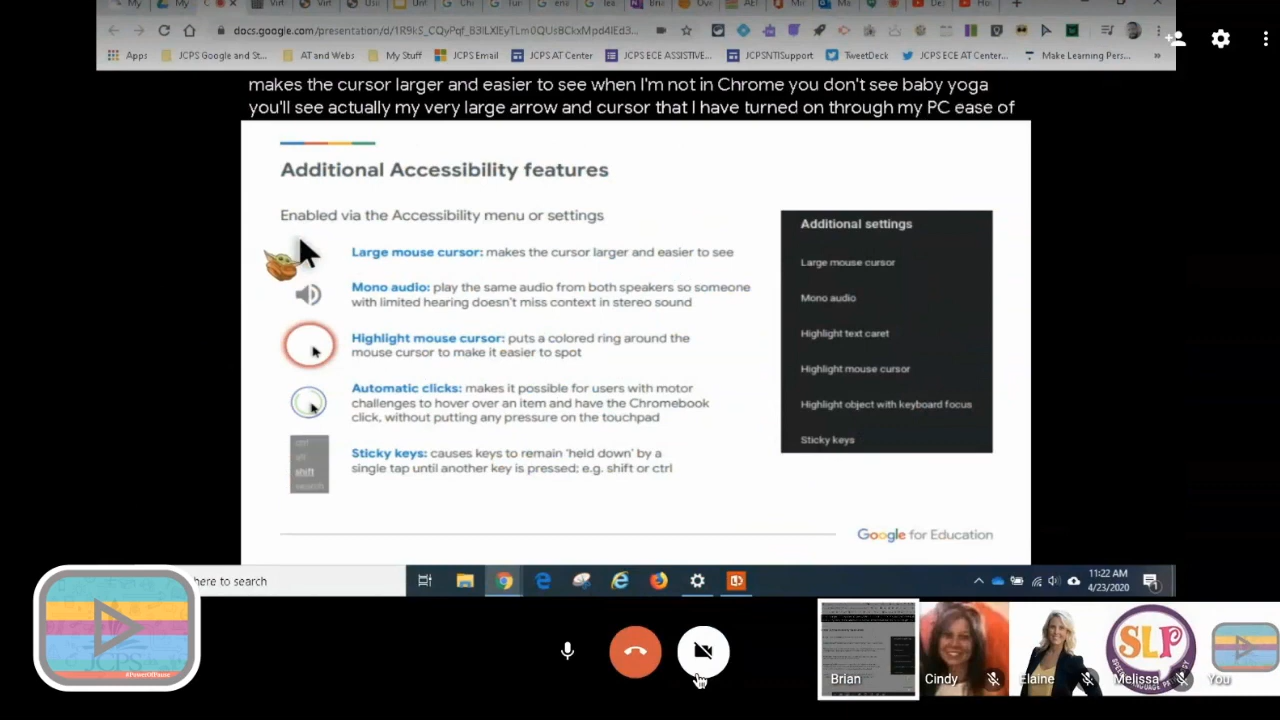 My
My
Virt
Virt
Usi
Unt
docs.google.com/presentation/d/1R9kS_CQyPqf_B3ILXlEyTLm0QUsBCkxMpd4lEd3...
Apps
JCPS Google and St...
AT and Webs
My Stuff
JCPS Email
JCPS AT Center
JCPS ECE ASSISTIVE...
JCPSNTISupport
TweetDeck
JCPS ECE AT Center...
Make Learning Pers...
makes the cursor larger and easier to see when I'm not in Chrome you don't see baby yoga
you'll see actually my very large arrow and cursor that I have turned on through my PC ease of
Additional Accessibility features
Enabled via the Accessibility menu or settings
Large mouse cursor: makes the cursor larger and easier to see
Mono audio: play the same audio from both speakers so someone
with limited hearing doesn't miss context in stereo sound
Highlight mouse cursor: puts a colored ring around the
mouse cursor to make it easier to spot
Automatic clicks: makes it possible for users with motor
challenges to hover over an item and have the Chromebook
click, without putting any pressure on the touchpad
shift
search
Sticky keys: causes keys to remain 'held down' by a
single tap until another key is pressed; e.g. shift or ctrl
Additional settings
Large mouse cursor
Mono audio
Highlight text caret
Highlight mouse cursor
Highlight object with keyboard focus
Sticky keys
Google for Education
here to search
11:22 AM
4/23/2020
JCPS
#PowerOfPause
Brian
Cindy
Elaine
SLP
Melissa
You